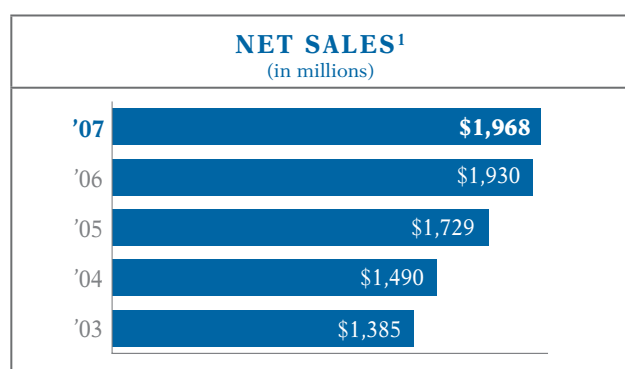 NET SALES¹
(in millions)
’07 $1,968
’06 $1,930
’05 $1,729
’04 $1,490
’03 $1,385